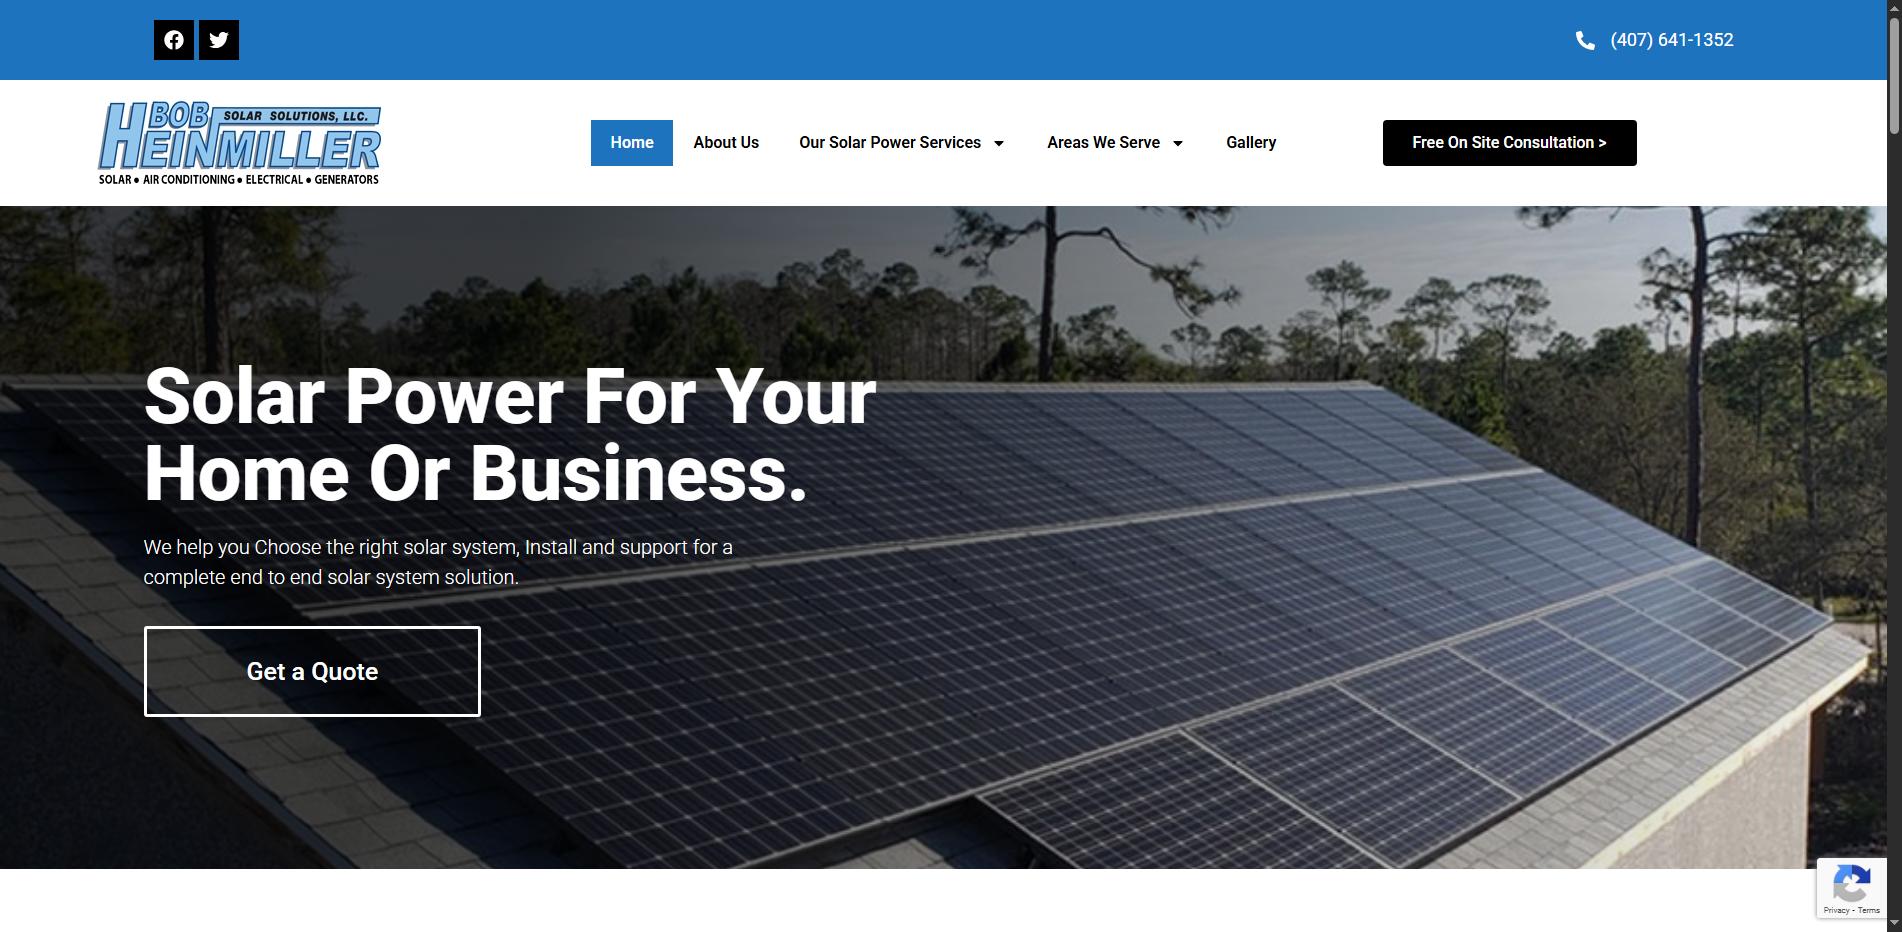 (407) 641-1352
BOB
SOLAR SOLUTIONS, LLC.
HEINMILLER
SOLAR • AIR CONDITIONING • ELECTRICAL • GENERATORS
Home
About Us
Our Solar Power Services
Areas We Serve
Gallery
Free On Site Consultation >
Solar Power For Your
Home Or Business.
We help you Choose the right solar system, Install and support for a
complete end to end solar system solution.
Get a Quote
Privacy - Terms